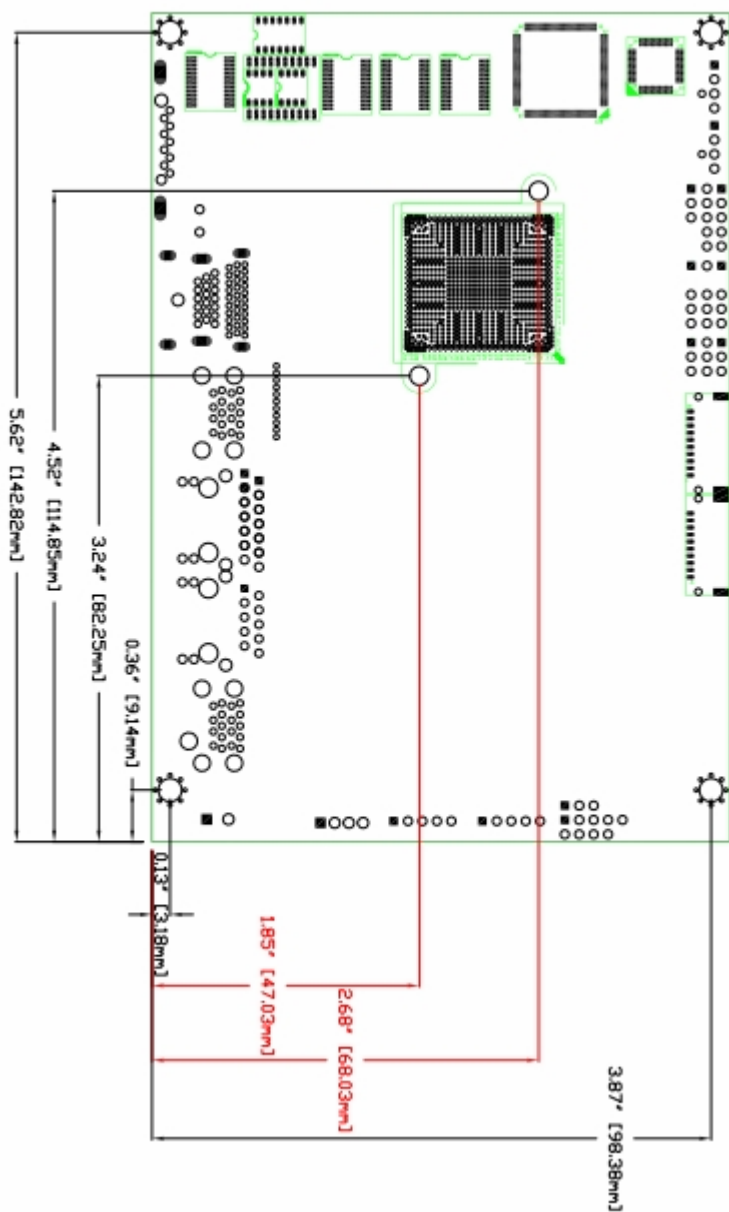 5.62" [142.82mm]
4.52" [114.85mm]
3.24" [82.25mm]
0.36" [9.14mm]
0.13" [3.18mm]
1.85" [47.03mm]
2.68" [68.03mm]
3.87" [98.38mm]